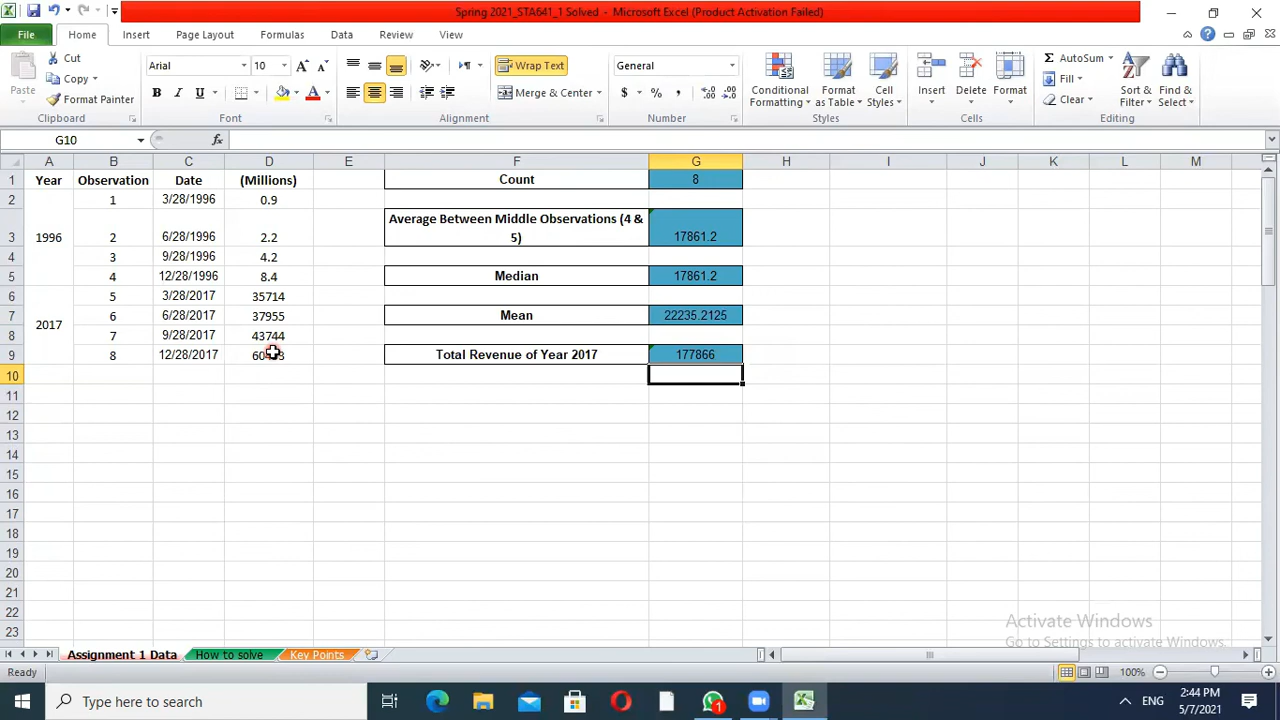 Spring 2021_STA641_1 Solved - Microsoft Excel (Product Activation Failed)
File Home Insert Page Layout Formulas Data Review View
Paste
Cut
Copy
Format Painter
Clipboard
Arial 10
B I U A A A
Font
Wrap Text
Merge & Center
Alignment
General
$ % , .0 .00
Number
Conditional Formatting
Format as Table
Cell Styles
Styles
Insert Delete Format
Cells
Σ AutoSum
Fill
Clear
Sort & Filter
Find & Select
Editing
G10 fx
A B C D E F G H I J K L M
1 Year Observation Date (Millions) Count 8
2 1 3/28/1996 0.9
Average Between Middle Observations (4 &
3 1996 2 6/28/1996 2.2 5) 17861.2
4 3 9/28/1996 4.2
5 4 12/28/1996 8.4 Median 17861.2
6 5 3/28/2017 35714
7 6 6/28/2017 37955 Mean 22235.2125
2017
8 7 9/28/2017 43744
9 8 12/28/2017 Total Revenue of Year 2017 177866
10
11
12
13
14
15
16
17
18
19
20
21
22
23
Assignment 1 Data How to solve Key Points
Activate Windows
Go to Settings to activate Windows.
Ready 100%
Type here to search
1
ENG
2:44 PM
5/7/2021